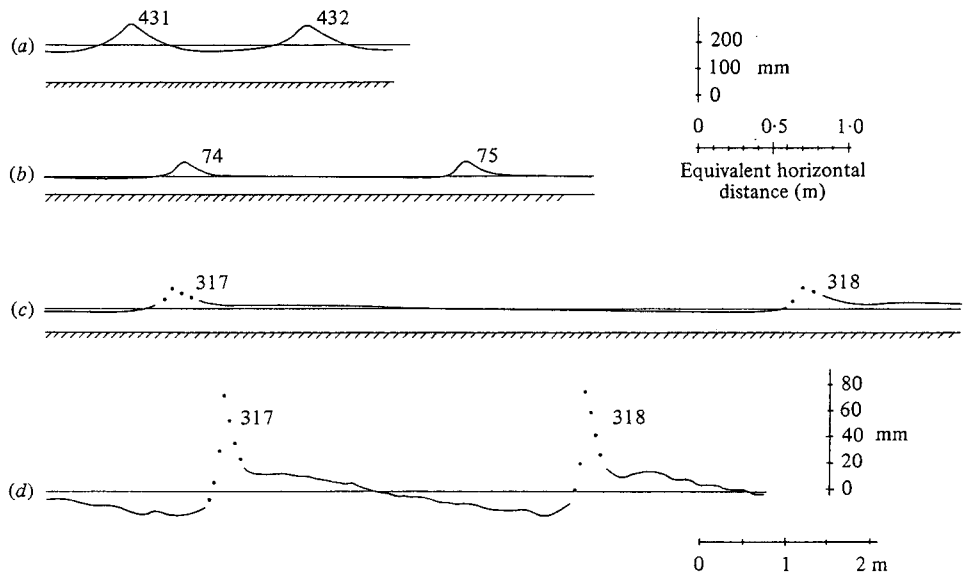 431 432
(a)
200
100 mm
0
0 0·5 1·0
Equivalent horizontal
distance (m)
74 75
(b)
317 318
(c)
317 318
(d)
80
60
40 mm
20
0
0 1 2 m